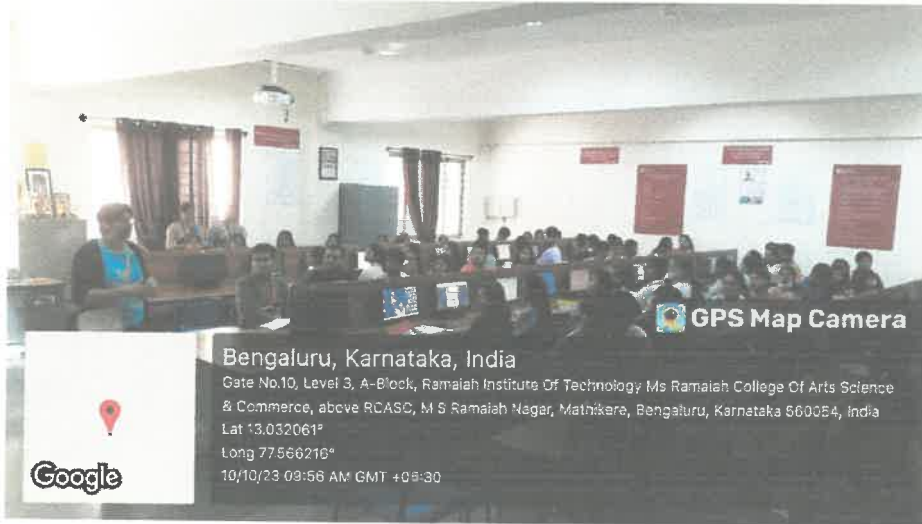 GPS Map Camera
Bengaluru, Karnataka, India
Gate No.10, Level 3, A-Block, Ramaiah Institute Of Technology Ms Ramaiah College Of Arts Science
& Commerce, above RCASC, M S Ramaiah Nagar, Mathikere, Bengaluru, Karnataka 560054, India
Lat 13.032061°
Long 77.566216°
10/10/23 09:56 AM GMT +05:30
Google